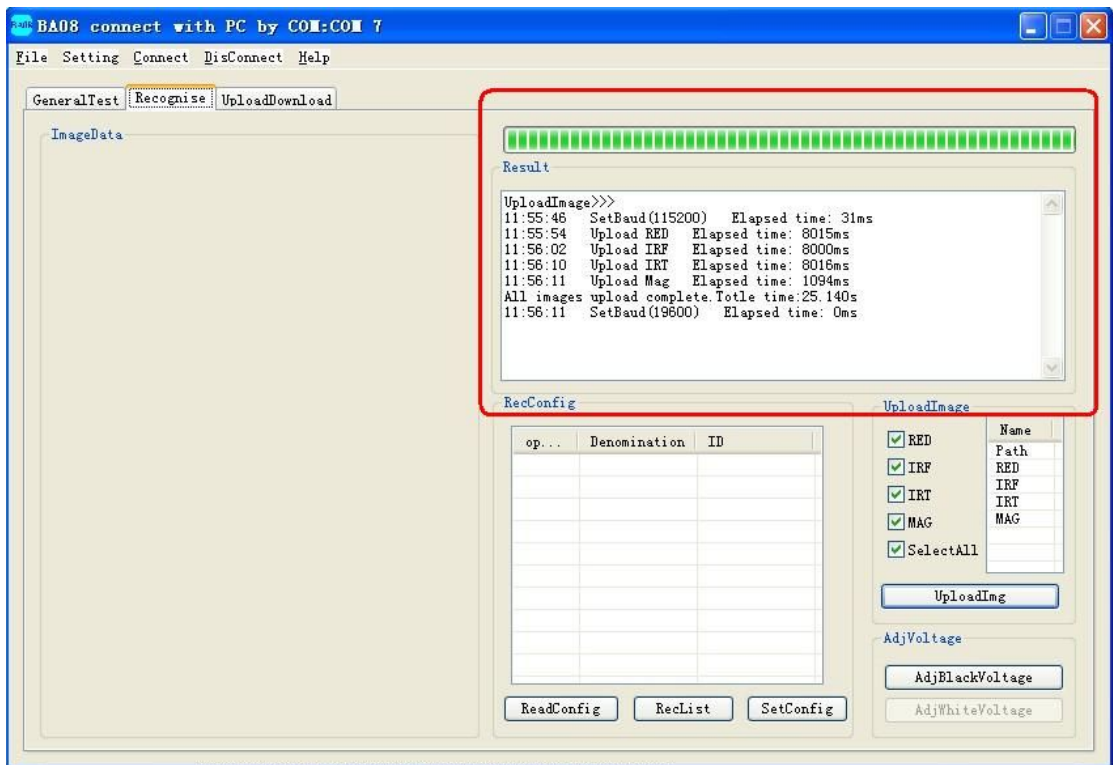 BA08 BA08 connect with PC by COM:COM 7
File Setting Connect DisConnect Help
GeneralTest Recognise UploadDownload
ImageData
Result
UploadImage>>>
11:55:46 SetBaud(115200) Elapsed time: 31ms
11:55:54 Upload RED Elapsed time: 8015ms
11:56:02 Upload IRF Elapsed time: 8000ms
11:56:10 Upload IRT Elapsed time: 8016ms
11:56:11 Upload Mag Elapsed time: 1094ms
All images upload complete.Totle time:25.140s
11:56:11 SetBaud(19600) Elapsed time: 0ms
RecConfig
op... Denomination ID
ReadConfig RecList SetConfig
UploadImage
RED
IRF
IRT
MAG
SelectAll
Name
Path
RED
IRF
IRT
MAG
UploadImg
AdjVoltage
AdjBlackVoltage
AdjWhiteVoltage